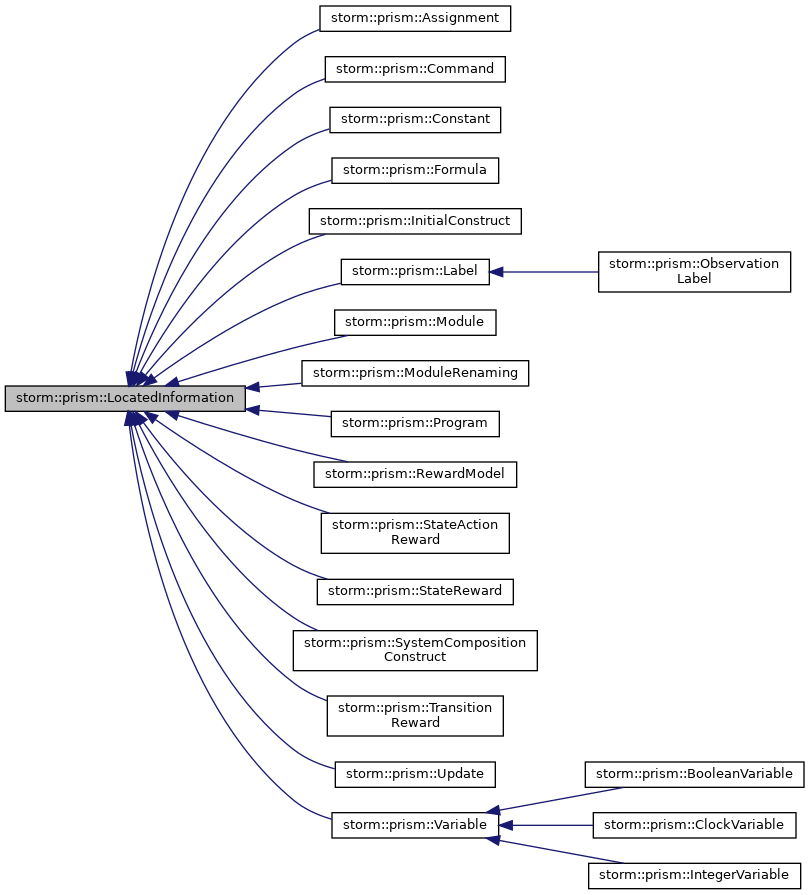 storm::prism::Assignment
storm::prism::Command
storm::prism::Constant
storm::prism::Formula
storm::prism::InitialConstruct
storm::prism::Label
storm::prism::Observation
Label
storm::prism::Module
storm::prism::ModuleRenaming
storm::prism::LocatedInformation
storm::prism::Program
storm::prism::RewardModel
storm::prism::StateAction
Reward
storm::prism::StateReward
storm::prism::SystemComposition
Construct
storm::prism::Transition
Reward
storm::prism::Update
storm::prism::BooleanVariable
storm::prism::Variable
storm::prism::ClockVariable
storm::prism::IntegerVariable